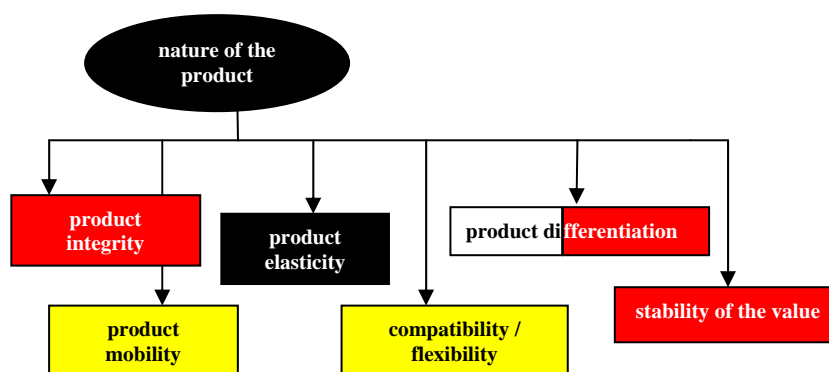 nature of the
product
product
integrity
product
elasticity
product differentiation
product
mobility
compatibility /
flexibility
stability of the value